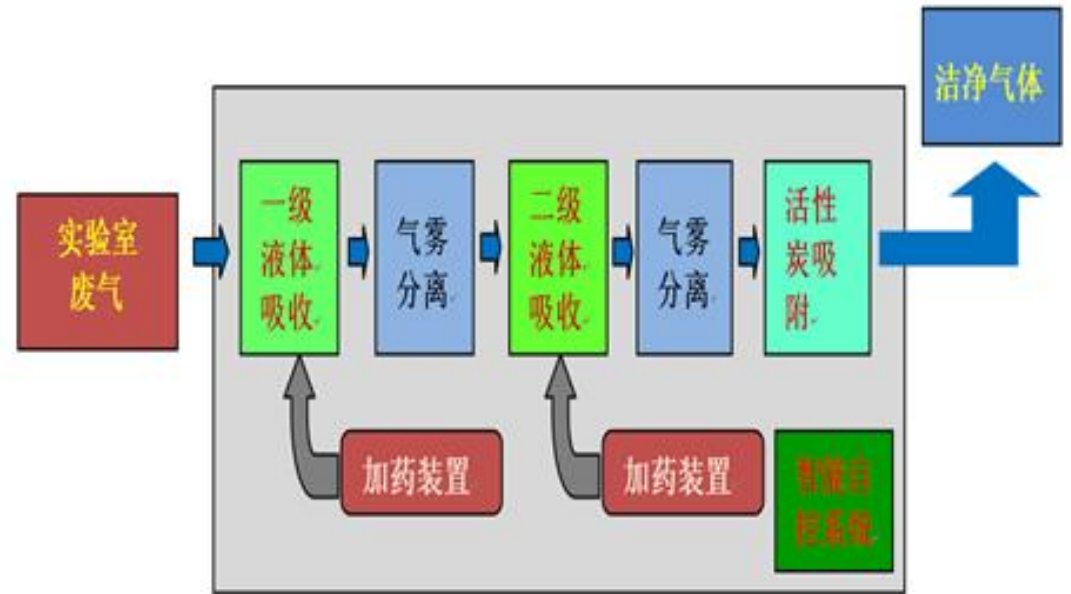 洁净气体
实验室
废气
一级
液体
吸收
气雾
分离
二级
液体
吸收
气雾
分离
活性
炭吸
附
加药装置
加药装置
智能自
控系统